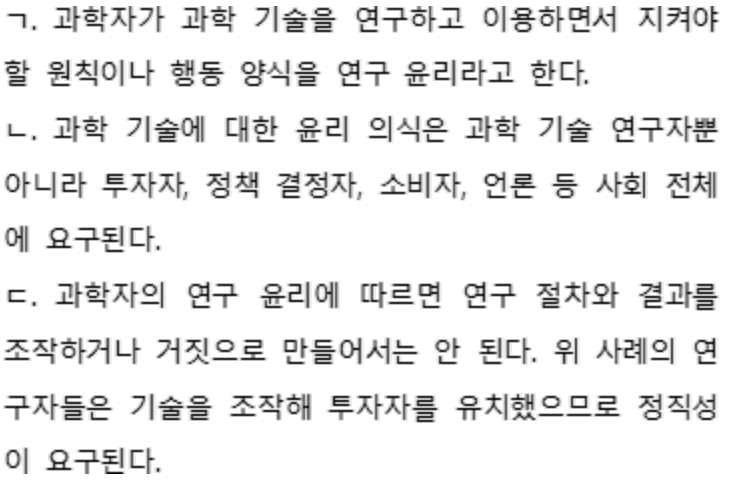 ㄱ. 과학자가 과학 기술을 연구하고 이용하면서 지켜야
할 원칙이나 행동 양식을 연구 윤리라고 한다.
ㄴ. 과학 기술에 대한 윤리 의식은 과학 기술 연구자뿐
아니라 투자자, 정책 결정자, 소비자, 언론 등 사회 전체
에 요구된다.
ㄷ. 과학자의 연구 윤리에 따르면 연구 절차와 결과를
조작하거나 거짓으로 만들어서는 안 된다. 위 사례의 연
구자들은 기술을 조작해 투자자를 유치했으므로 정직성
이 요구된다.